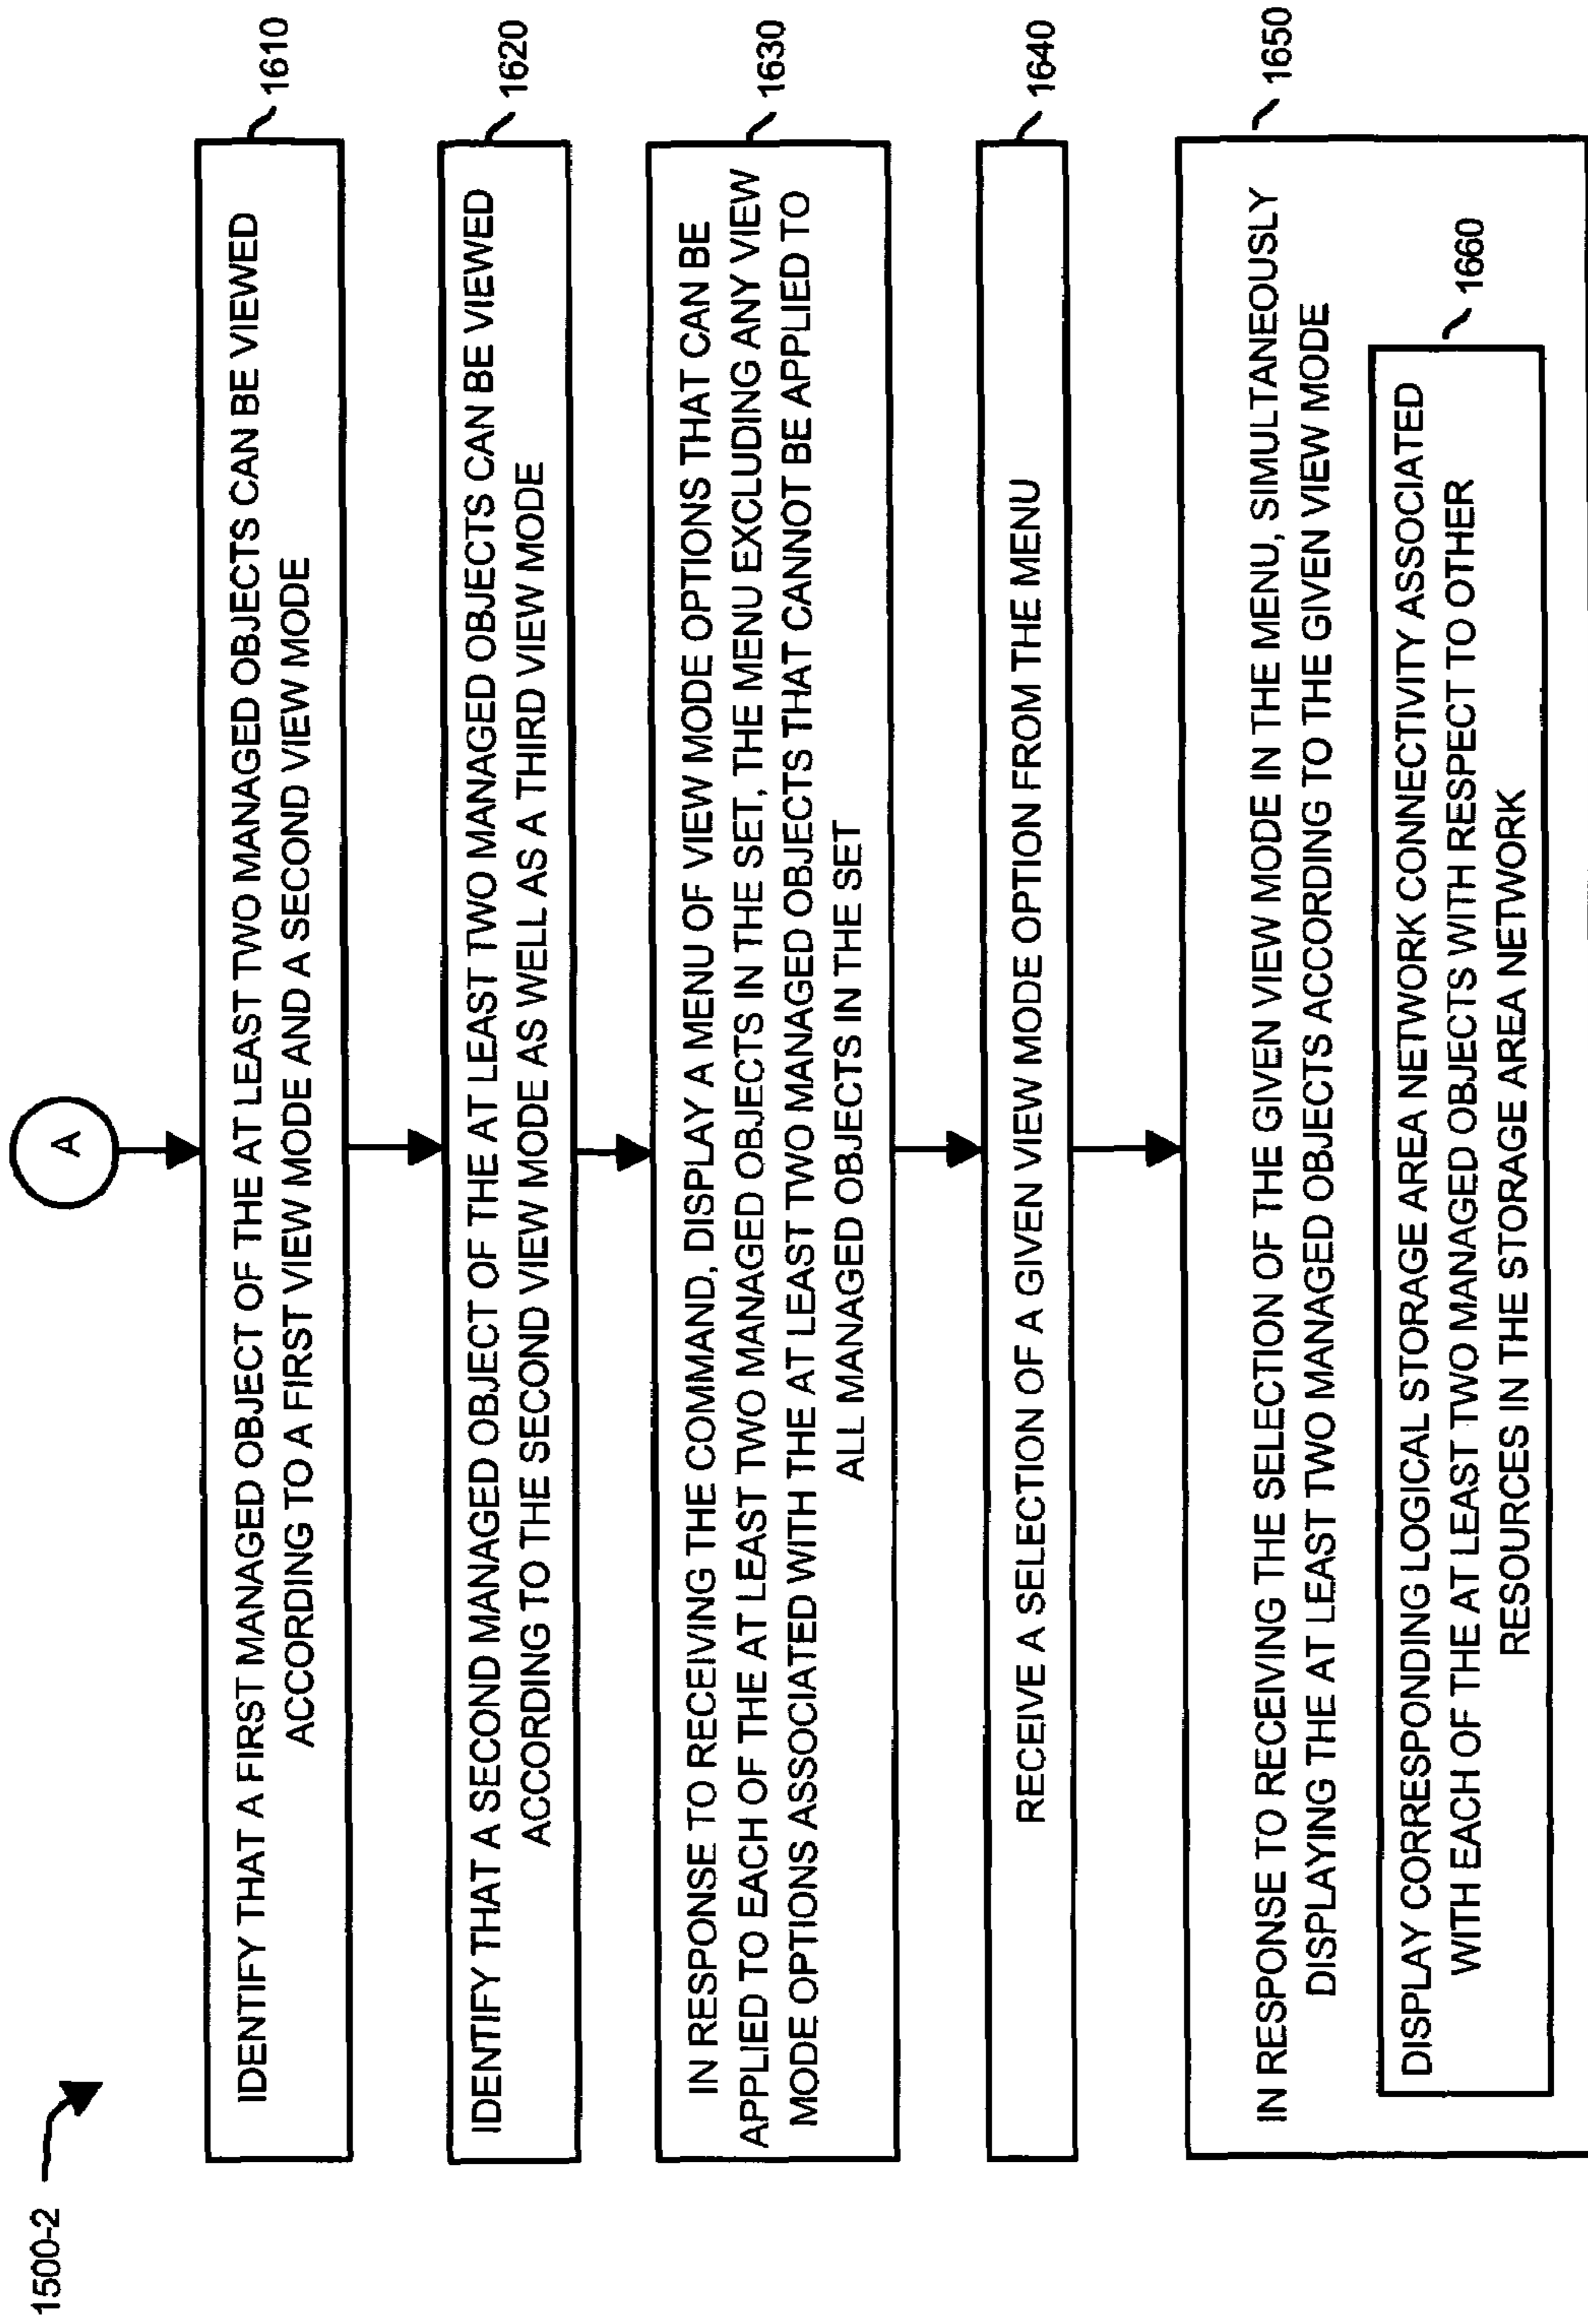 1500-2
A
1610
IDENTIFY THAT A FIRST MANAGED OBJECT OF THE AT LEAST TWO MANAGED OBJECTS CAN BE VIEWED
ACCORDING TO A FIRST VIEW MODE AND A SECOND VIEW MODE
1620
IDENTIFY THAT A SECOND MANAGED OBJECT OF THE AT LEAST TWO MANAGED OBJECTS CAN BE VIEWED
ACCORDING TO THE SECOND VIEW MODE AS WELL AS A THIRD VIEW MODE
1630
IN RESPONSE TO RECEIVING THE COMMAND, DISPLAY A MENU OF VIEW MODE OPTIONS THAT CAN BE
APPLIED TO EACH OF THE AT LEAST TWO MANAGED OBJECTS IN THE SET, THE MENU EXCLUDING ANY VIEW
MODE OPTIONS ASSOCIATED WITH THE AT LEAST TWO MANAGED OBJECTS THAT CANNOT BE APPLIED TO
ALL MANAGED OBJECTS IN THE SET
1640
RECEIVE A SELECTION OF A GIVEN VIEW MODE OPTION FROM THE MENU
1650
IN RESPONSE TO RECEIVING THE SELECTION OF THE GIVEN VIEW MODE IN THE MENU, SIMULTANEOUSLY
DISPLAYING THE AT LEAST TWO MANAGED OBJECTS ACCORDING TO THE GIVEN VIEW MODE
1660
DISPLAY CORRESPONDING LOGICAL STORAGE AREA NETWORK CONNECTIVITY ASSOCIATED
WITH EACH OF THE AT LEAST TWO MANAGED OBJECTS WITH RESPECT TO OTHER
RESOURCES IN THE STORAGE AREA NETWORK